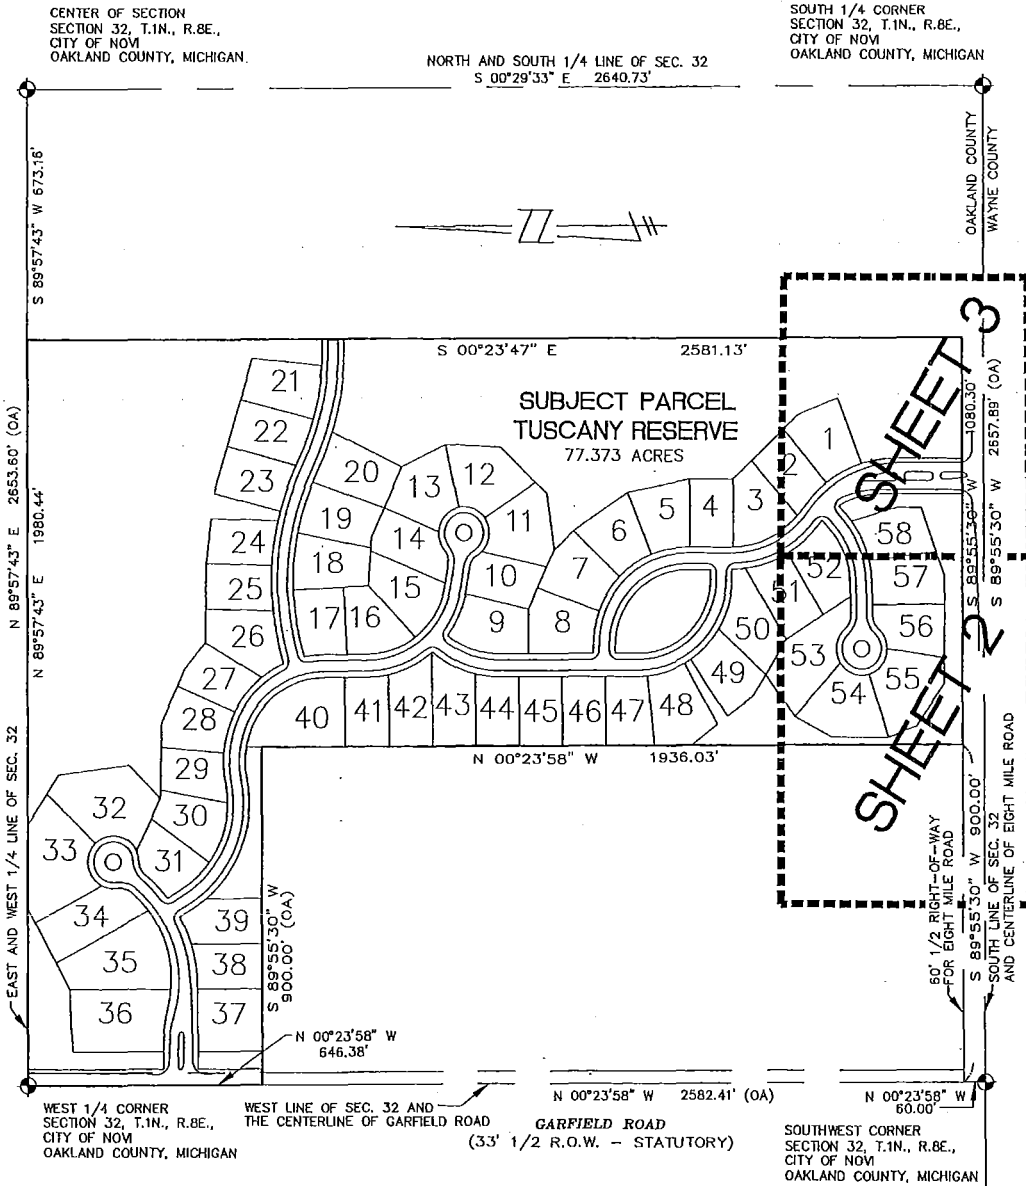 CENTER OF SECTION
SECTION 32, T.1N., R.8E.,
CITY OF NOVI
OAKLAND COUNTY, MICHIGAN.
SOUTH 1/4 CORNER
SECTION 32, T.1N., R.8E.,
CITY OF NOVI
OAKLAND COUNTY, MICHIGAN
NORTH AND SOUTH 1/4 LINE OF SEC. 32
S 00°29'33" E 2640.73'
OAKLAND COUNTY
WAYNE COUNTY
S 89°57'43" W 673.16'
N
S 00°23'47" E 2581.13'
SUBJECT PARCEL
TUSCANY RESERVE
77.373 ACRES
SHEET 3
1080.30'
S 89°55'30" W
S 89°55'30" W 2657.89' (OA)
N 89°57'43" E 2653.60' (OA)
N 89°57'43" E 1980.44'
21
22
23
20
19
18
13
12
14
11
15
10
9
17
16
24
25
26
27
28
29
30
31
32
33
34
35
36
37
38
39
40
41
42
43
44
45
46
47
48
49
50
51
52
53
54
55
56
57
58
1
2
3
4
5
6
7
8
SHEET 2
N 00°23'58" W 1936.03'
EAST AND WEST 1/4 LINE OF SEC. 32
S 89°55'30" W
900.00' (OA)
60' 1/2 RIGHT-OF-WAY
FOR EIGHT MILE ROAD
S 89°55'30" W 900.00'
SOUTH LINE OF SEC. 32
AND CENTERLINE OF EIGHT MILE ROAD
N 00°23'58" W
646.38'
WEST 1/4 CORNER
SECTION 32, T.1N., R.8E.,
CITY OF NOVI
OAKLAND COUNTY, MICHIGAN
WEST LINE OF SEC. 32 AND
THE CENTERLINE OF GARFIELD ROAD
N 00°23'58" W 2582.41' (OA)
GARFIELD ROAD
(33' 1/2 R.O.W. - STATUTORY)
N 00°23'58" W
60.00'
SOUTHWEST CORNER
SECTION 32, T.1N., R.8E.,
CITY OF NOVI
OAKLAND COUNTY, MICHIGAN